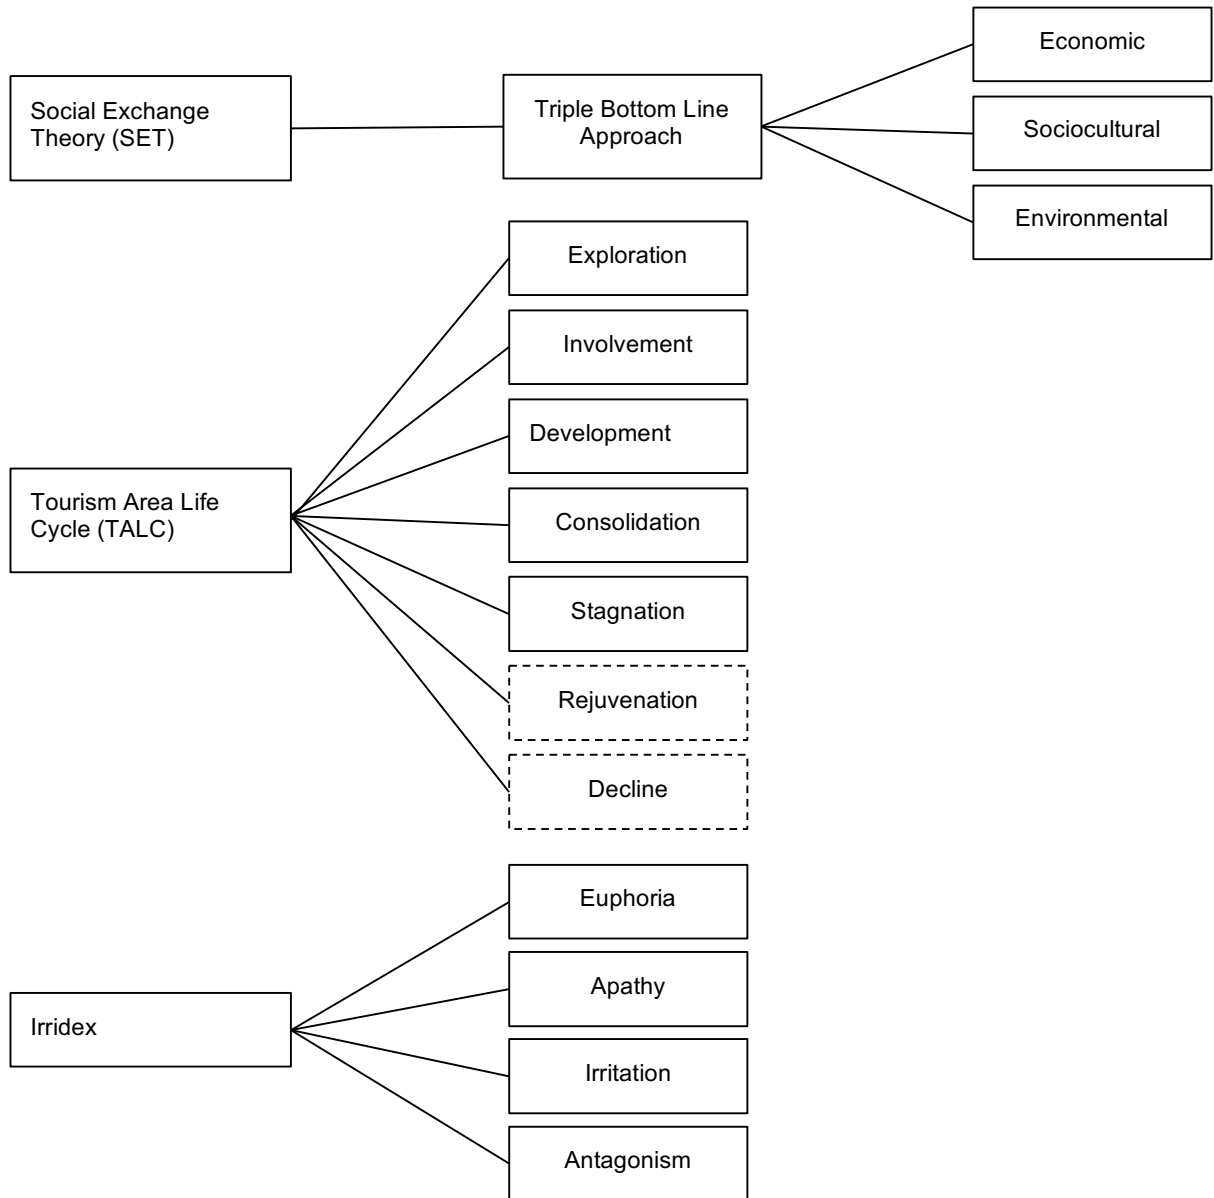 Economic
Social Exchange
Theory (SET)
Triple Bottom Line
Approach
Sociocultural
Environmental
Exploration
Involvement
Development
Tourism Area Life
Cycle (TALC)
Consolidation
Stagnation
Rejuvenation
Decline
Euphoria
Apathy
Irridex
Irritation
Antagonism